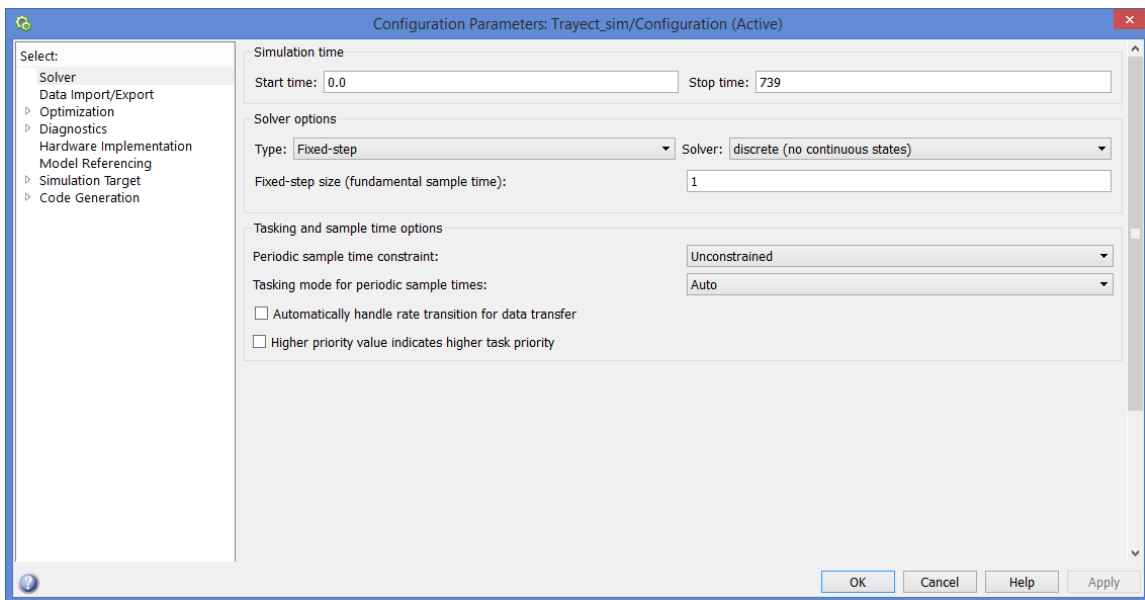 Configuration Parameters: Trayect_sim/Configuration (Active)
Select:
Solver
Data Import/Export
Optimization
Diagnostics
Hardware Implementation
Model Referencing
Simulation Target
Code Generation
Simulation time
Start time: 0.0 Stop time: 739
Solver options
Type: Fixed-step Solver: discrete (no continuous states)
Fixed-step size (fundamental sample time): 1
Tasking and sample time options
Periodic sample time constraint: Unconstrained
Tasking mode for periodic sample times: Auto
Automatically handle rate transition for data transfer
Higher priority value indicates higher task priority
OK Cancel Help Apply